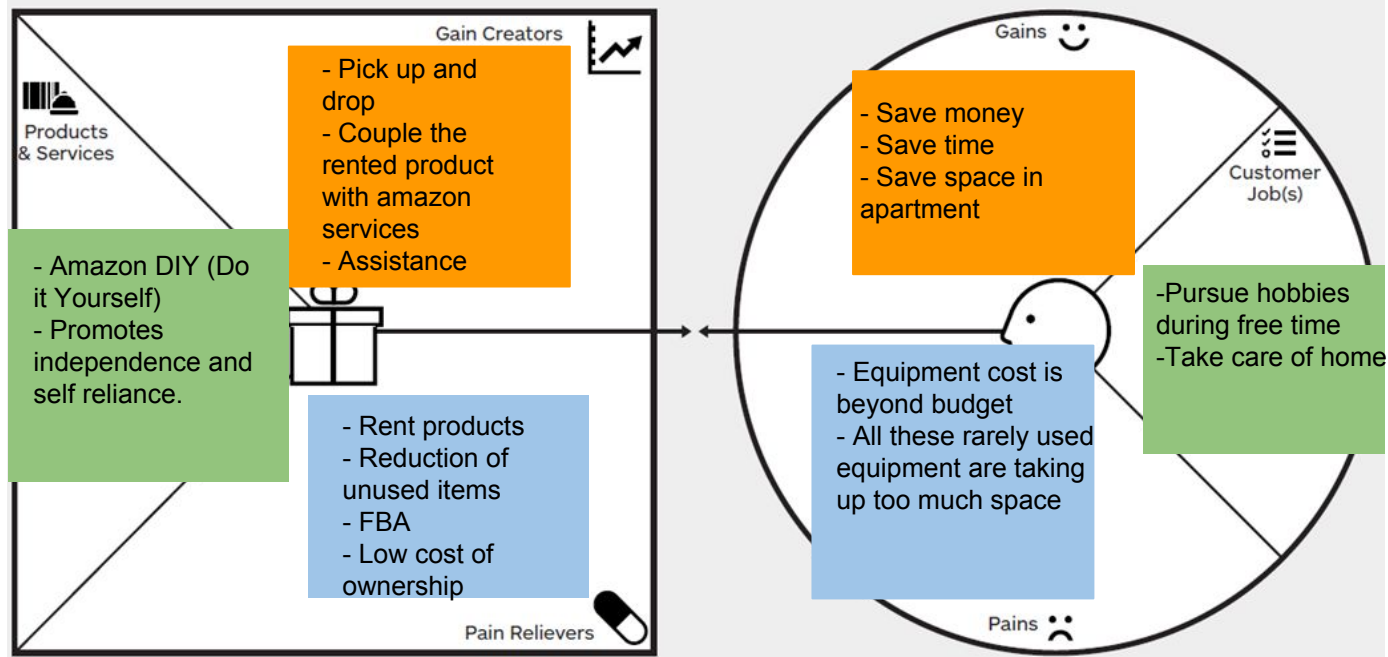 Gain Creators
- Pick up and
drop
- Couple the
rented product
with amazon
services
- Assistance
Products
& Services
- Amazon DIY (Do
it Yourself)
- Promotes
independence and
self reliance.
- Rent products
- Reduction of
unused items
- FBA
- Low cost of
ownership
Pain Relievers
Gains
- Save money
- Save time
- Save space in
apartment
Customer
Job(s)
-Pursue hobbies
during free time
-Take care of home
- Equipment cost is
beyond budget
- All these rarely used
equipment are taking
up too much space
Pains